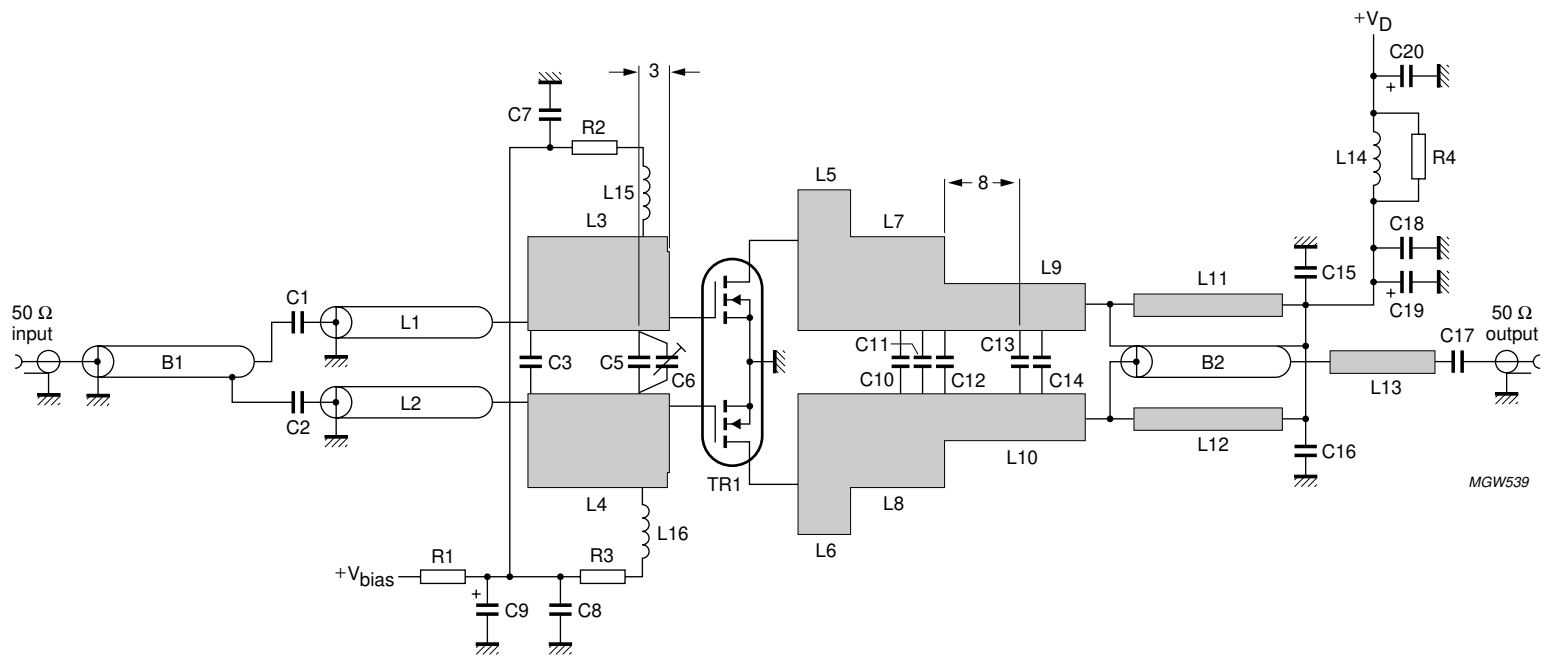 +VD
C20
+
3
C7
R2
L14
R4
L15
L5
8
L3
L7
C18
C15
L9
L11
C19
+
50 Ω
input
C1
L1
B1
C3
C5
C6
C11
C10
C12
C13
C14
B2
C17
50 Ω
output
L13
L2
C2
L12
L10
C16
TR1
L4
L8
MGW539
L16
L6
R1
R3
+Vbias
+
C9
C8